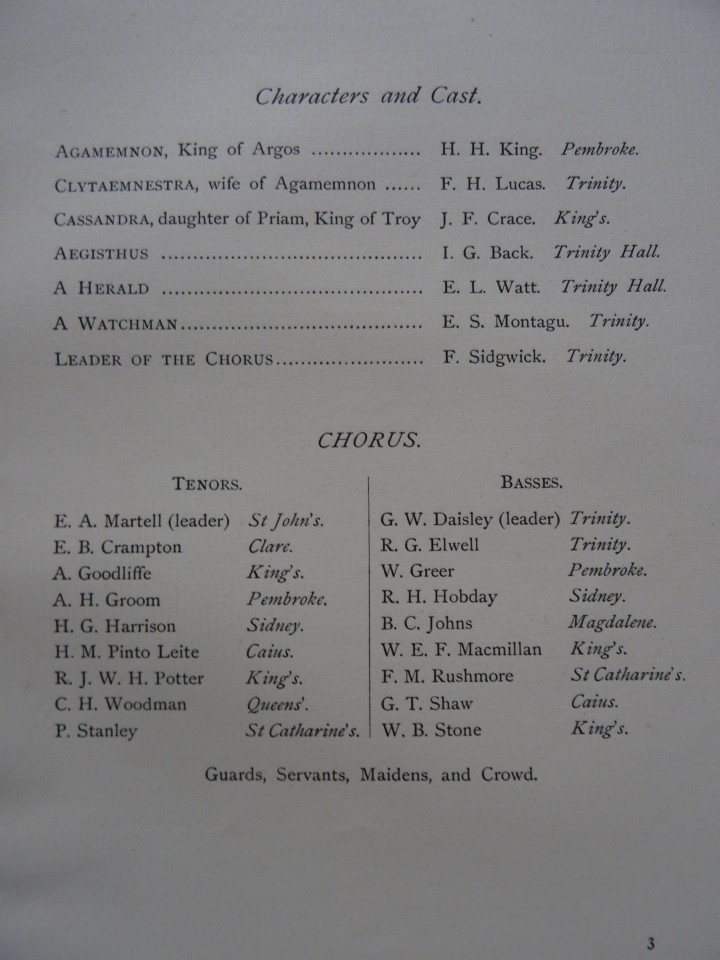 Characters and Cast.
AGAMEMNON, King of Argos .................. H. H. King. Pembroke.
CLYTAEMNESTRA, wife of Agamemnon ...... F. H. Lucas. Trinity.
CASSANDRA, daughter of Priam, King of Troy J. F. Crace. King's.
AEGISTHUS ........................................... I. G. Back. Trinity Hall.
A HERALD ........................................... E. L. Watt. Trinity Hall.
A WATCHMAN........................................ E. S. Montagu. Trinity.
LEADER OF THE CHORUS......................... F. Sidgwick. Trinity.
CHORUS.
TENORS.
E. A. Martell (leader) St John's.
E. B. Crampton Clare.
A. Goodliffe King's.
A. H. Groom Pembroke.
H. G. Harrison Sidney.
H. M. Pinto Leite Caius.
R. J. W. H. Potter King's.
C. H. Woodman Queens'.
P. Stanley St Catharine's.
BASSES.
G. W. Daisley (leader) Trinity.
R. G. Elwell Trinity.
W. Greer Pembroke.
R. H. Hobday Sidney.
B. C. Johns Magdalene.
W. E. F. Macmillan King's.
F. M. Rushmore St Catharine's.
G. T. Shaw Caius.
W. B. Stone King's.
Guards, Servants, Maidens, and Crowd.
3